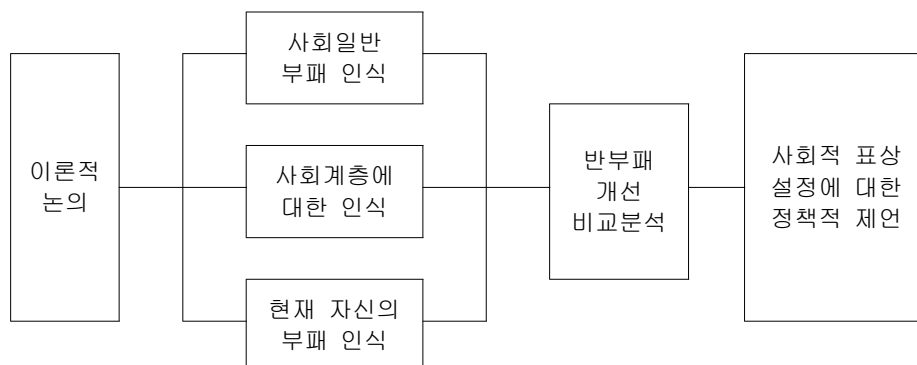 이론적
논의
사회일반
부패 인식
사회계층에
대한 인식
현재 자신의
부패 인식
반부패
개선
비교분석
사회적 표상
설정에 대한
정책적 제언